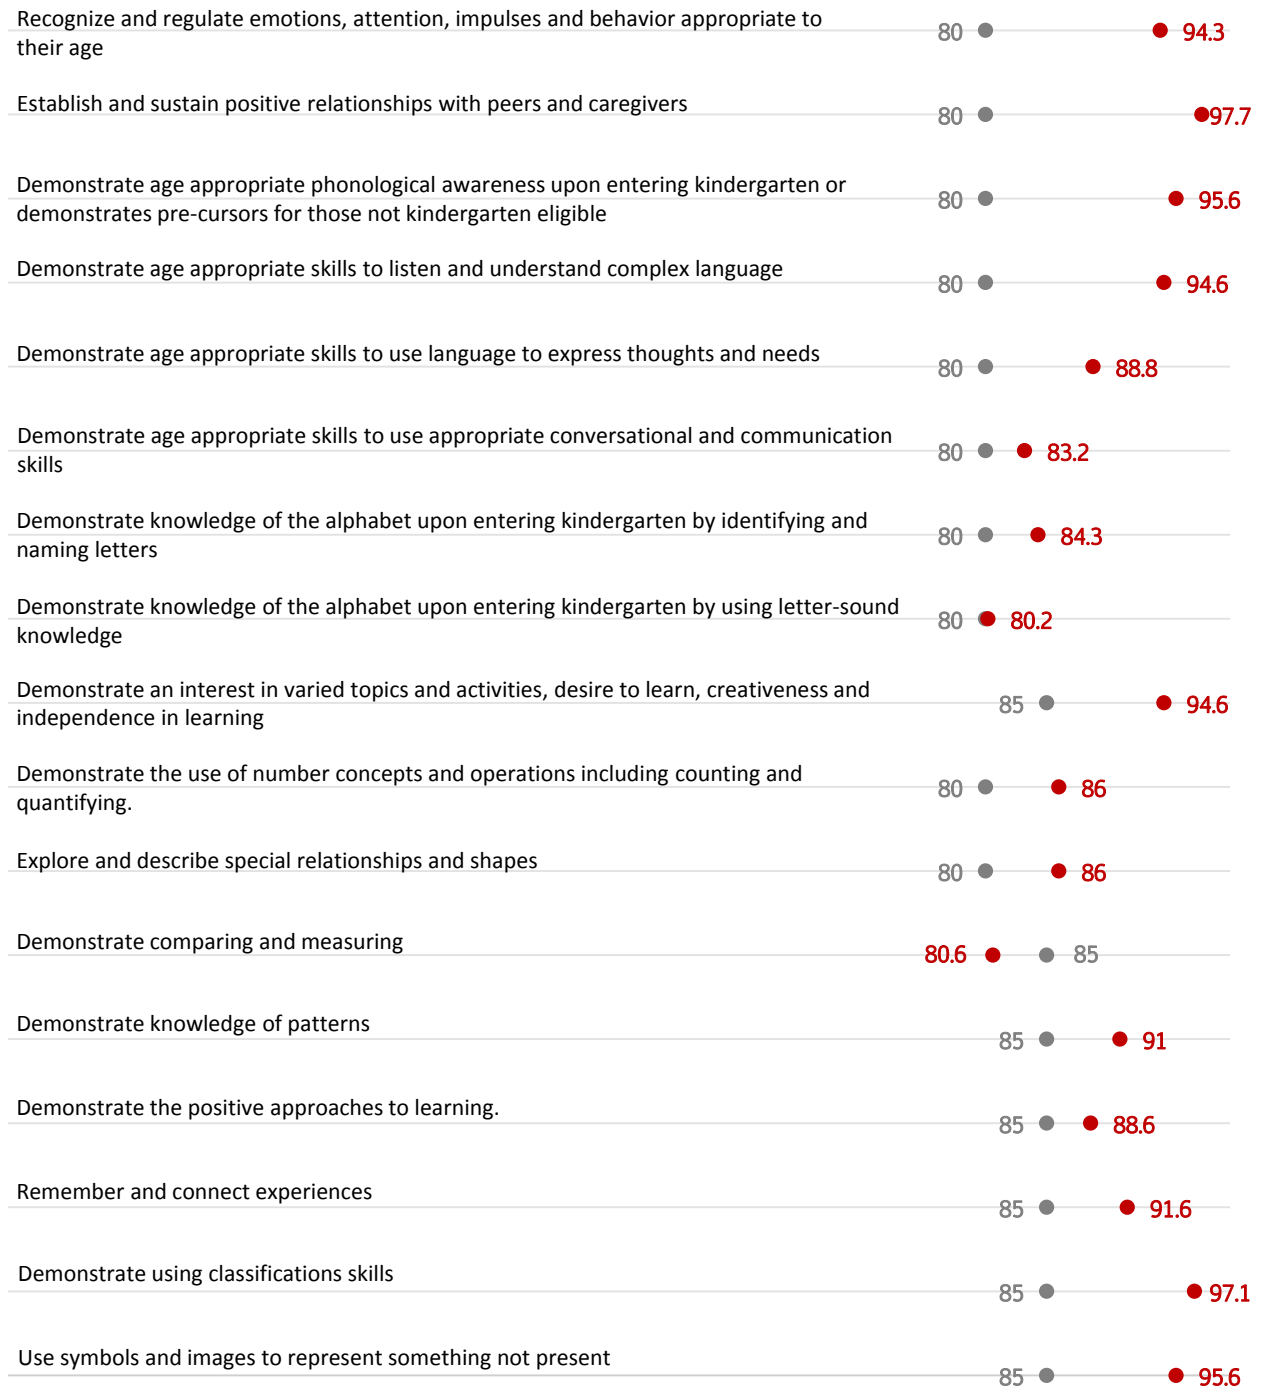 Recognize and regulate emotions, attention, impulses and behavior appropriate to
their age
80 94.3
Establish and sustain positive relationships with peers and caregivers
80 97.7
Demonstrate age appropriate phonological awareness upon entering kindergarten or
demonstrates pre-cursors for those not kindergarten eligible
80 95.6
Demonstrate age appropriate skills to listen and understand complex language
80 94.6
Demonstrate age appropriate skills to use language to express thoughts and needs
80 88.8
Demonstrate age appropriate skills to use appropriate conversational and communication
skills
80 83.2
Demonstrate knowledge of the alphabet upon entering kindergarten by identifying and
naming letters
80 84.3
Demonstrate knowledge of the alphabet upon entering kindergarten by using letter-sound
knowledge
80 80.2
Demonstrate an interest in varied topics and activities, desire to learn, creativeness and
independence in learning
85 94.6
Demonstrate the use of number concepts and operations including counting and
quantifying.
80 86
Explore and describe special relationships and shapes
80 86
Demonstrate comparing and measuring
80.6 85
Demonstrate knowledge of patterns
85 91
Demonstrate the positive approaches to learning.
85 88.6
Remember and connect experiences
85 91.6
Demonstrate using classifications skills
85 97.1
Use symbols and images to represent something not present
85 95.6